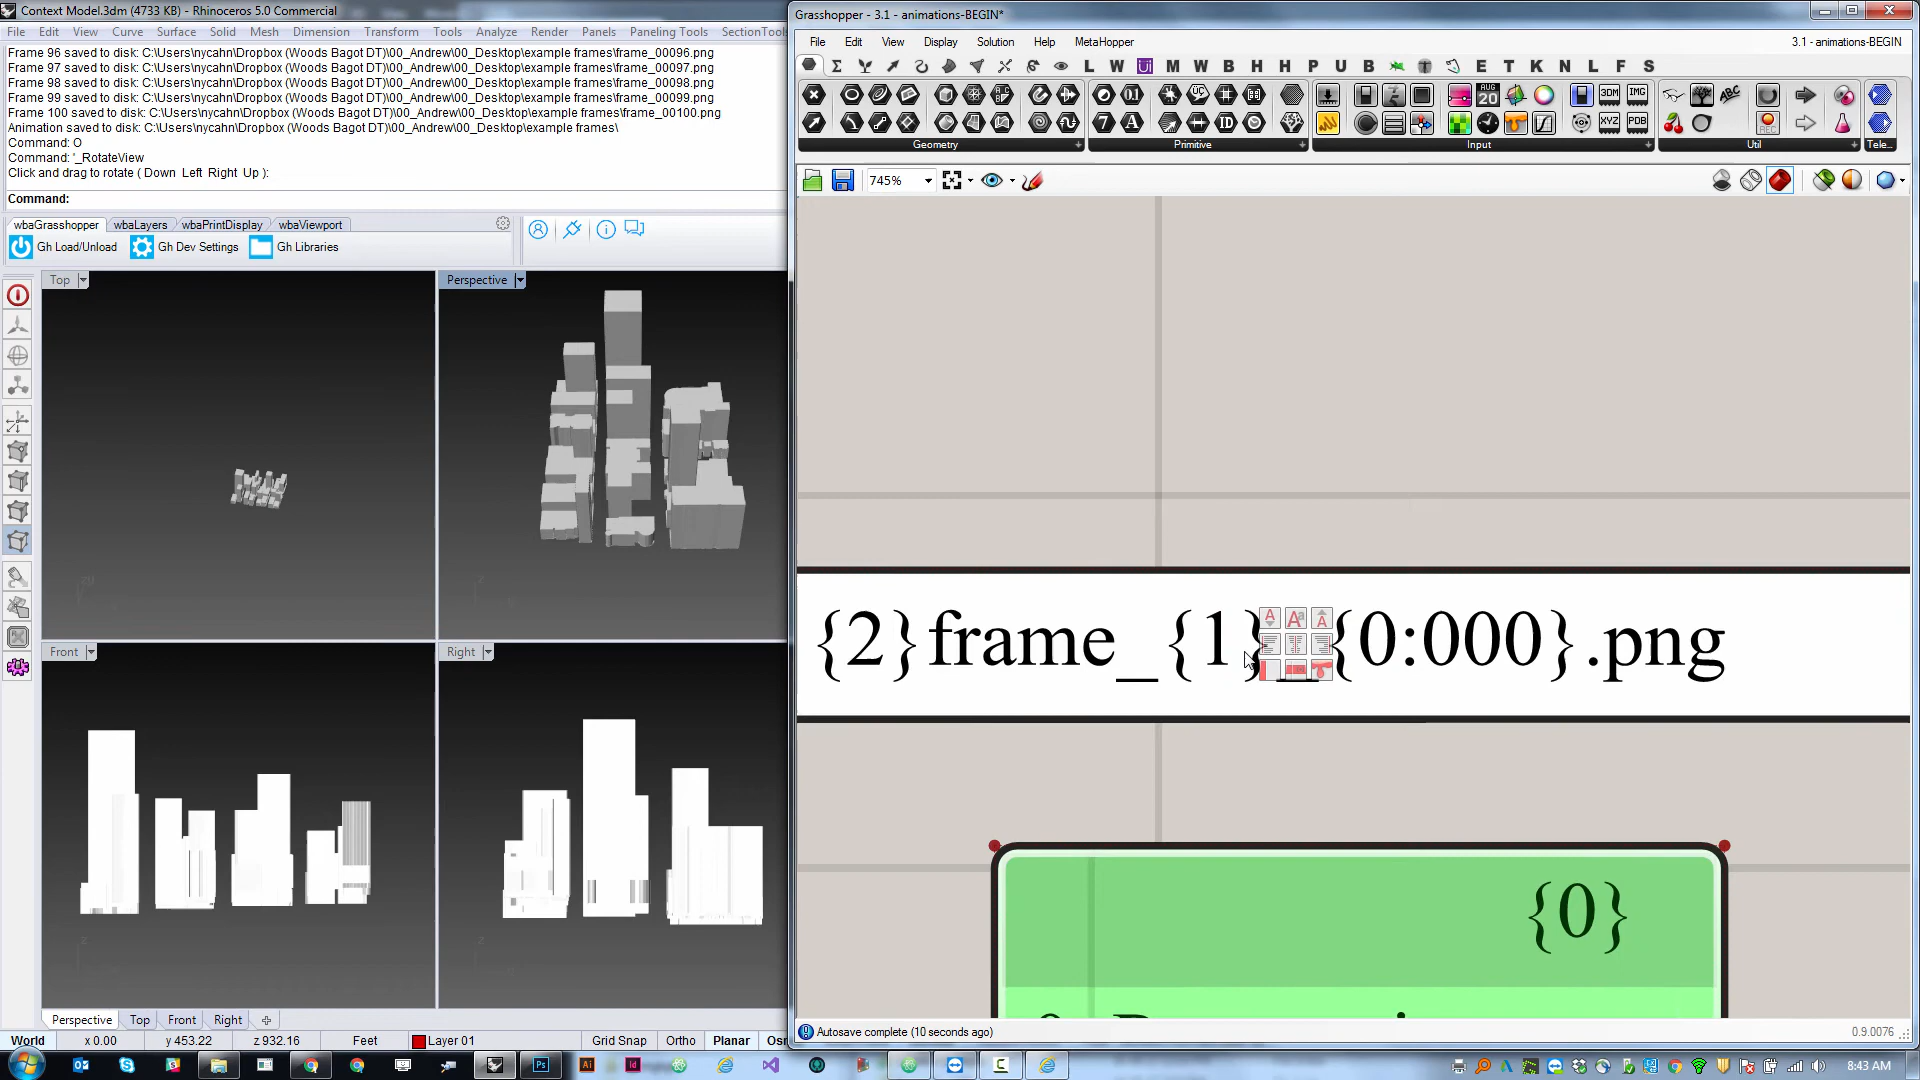 Context Model.3dm (4733 KB) - Rhinoceros 5.0 Commercial
File Edit View Curve Surface Solid Mesh Dimension Transform Tools Analyze Render Panels Paneling Tools SectionTools
Frame 96 saved to disk: C:\Users\nycahn\Dropbox (Woods Bagot DT)\00_Andrew\00_Desktop\example frames\frame_00096.png
Frame 97 saved to disk: C:\Users\nycahn\Dropbox (Woods Bagot DT)\00_Andrew\00_Desktop\example frames\frame_00097.png
Frame 98 saved to disk: C:\Users\nycahn\Dropbox (Woods Bagot DT)\00_Andrew\00_Desktop\example frames\frame_00098.png
Frame 99 saved to disk: C:\Users\nycahn\Dropbox (Woods Bagot DT)\00_Andrew\00_Desktop\example frames\frame_00099.png
Frame 100 saved to disk: C:\Users\nycahn\Dropbox (Woods Bagot DT)\00_Andrew\00_Desktop\example frames\frame_00100.png
Animation saved to disk: C:\Users\nycahn\Dropbox (Woods Bagot DT)\00_Andrew\00_Desktop\example frames\
Command: O
Command: '_RotateView
Click and drag to rotate ( Down Left Right Up ):
Command:
wbaGrasshopper wbaLayers wbaPrintDisplay wbaViewport
Gh Load/Unload Gh Dev Settings Gh Libraries
Top
Perspective
Front
Right
Perspective Top Front Right
World x 0.00 y 453.22 z 932.16 Feet Layer 01 Grid Snap Ortho Planar Osn
Grasshopper - 3.1 - animations-BEGIN*
File Edit View Display Solution Help MetaHopper 3.1 - animations-BEGIN
L W Ui M W B H H P U B E T K N L F S
Geometry Primitive Input Util Tele...
745%
{2}frame_{1}_{0:000}.png
{0}
Autosave complete (10 seconds ago) 0.9.0076
8:43 AM